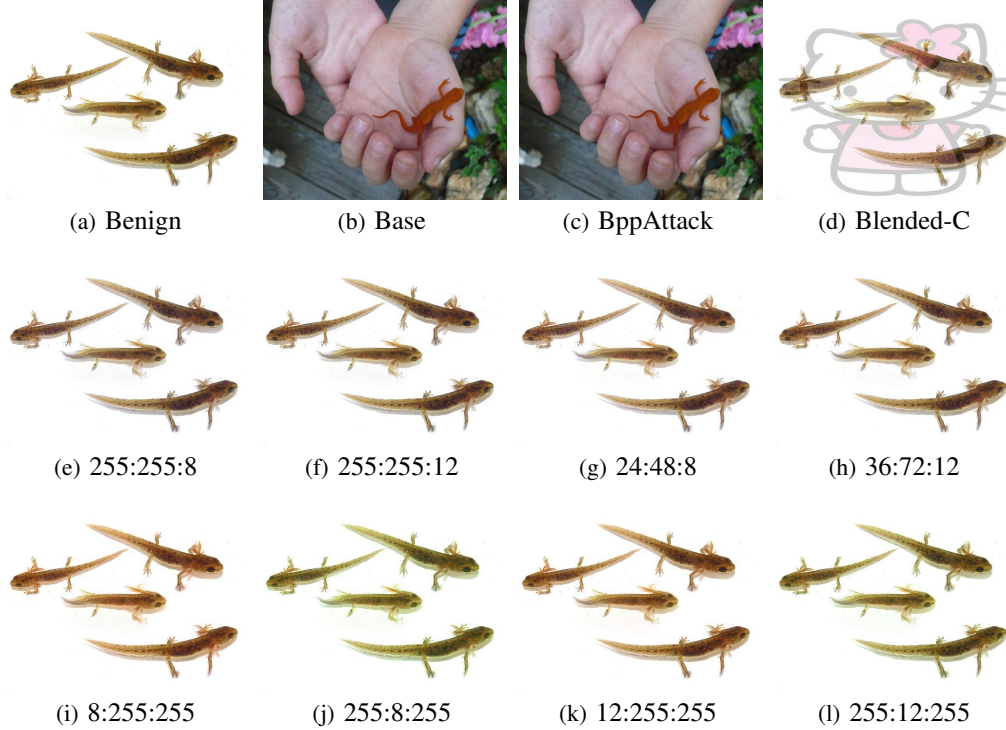 (a) Benign
(b) Base
(c) BppAttack
(d) Blended-C
(e) 255:255:8
(f) 255:255:12
(g) 24:48:8
(h) 36:72:12
(i) 8:255:255
(j) 255:8:255
(k) 12:255:255
(l) 255:12:255